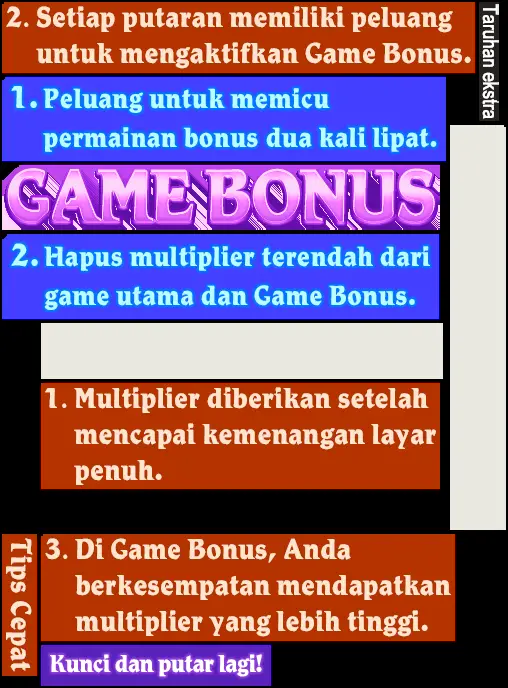 2. Setiap putaran memiliki peluang
untuk mengaktifkan Game Bonus.
Taruhan ekstra
1. Peluang untuk memicu
permainan bonus dua kali lipat.
GAME BONUS
2. Hapus multiplier terendah dari
game utama dan Game Bonus.
1. Multiplier diberikan setelah
mencapai kemenangan layar
penuh.
Tips Cepat
3. Di Game Bonus, Anda
berkesempatan mendapatkan
multiplier yang lebih tinggi.
Kunci dan putar lagi!